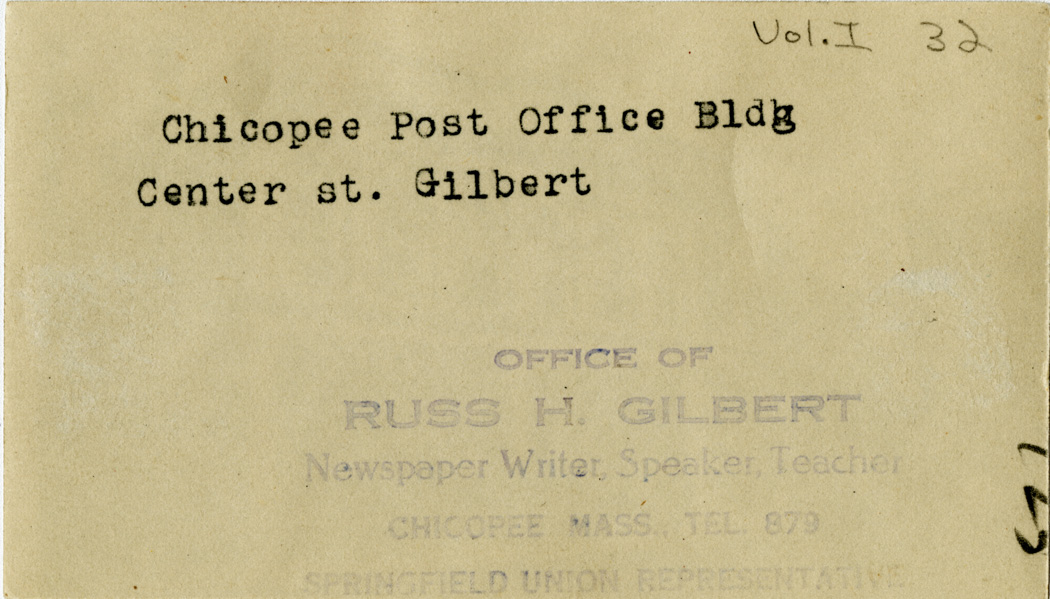 Vol. I 32
Chicopee Post Office Bldg
Center st. Gilbert
OFFICE OF
RUSS H. GILBERT
Newspaper Writer, Speaker, Teacher
CHICOPEE MASS., TEL. 879
SPRINGFIELD UNION REPRESENTATIVE